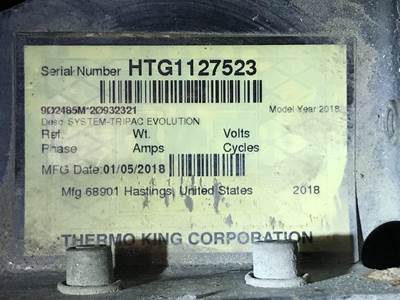 Serial Number HTG1127523
902485M*20932321 Model Year 2018
Desc SYSTEM-TRIPAC EVOLUTION
Ref. Wt. Volts
Phase Amps Cycles
MFG Date: 01/05/2018
Mfg 68901 Hastings, United States 2018
THERMO KING CORPORATION